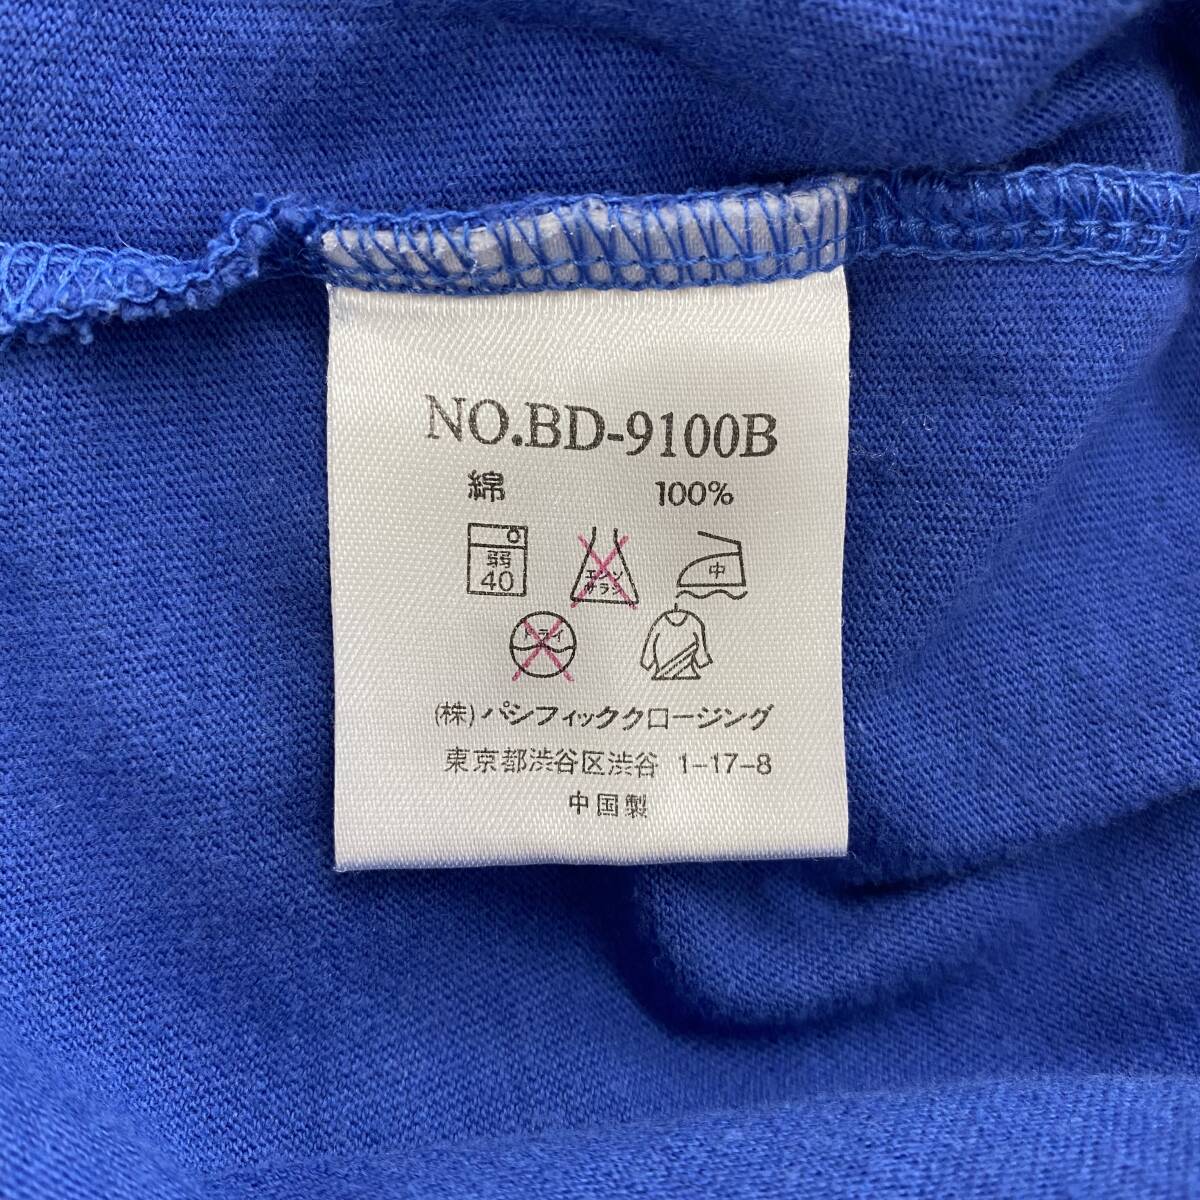 NO.BD-9100B
綿 100%
弱
40
エンソ
サラシ
中
ドライ
(株)パシフィッククロージング
東京都渋谷区渋谷 1-17-8
中国製